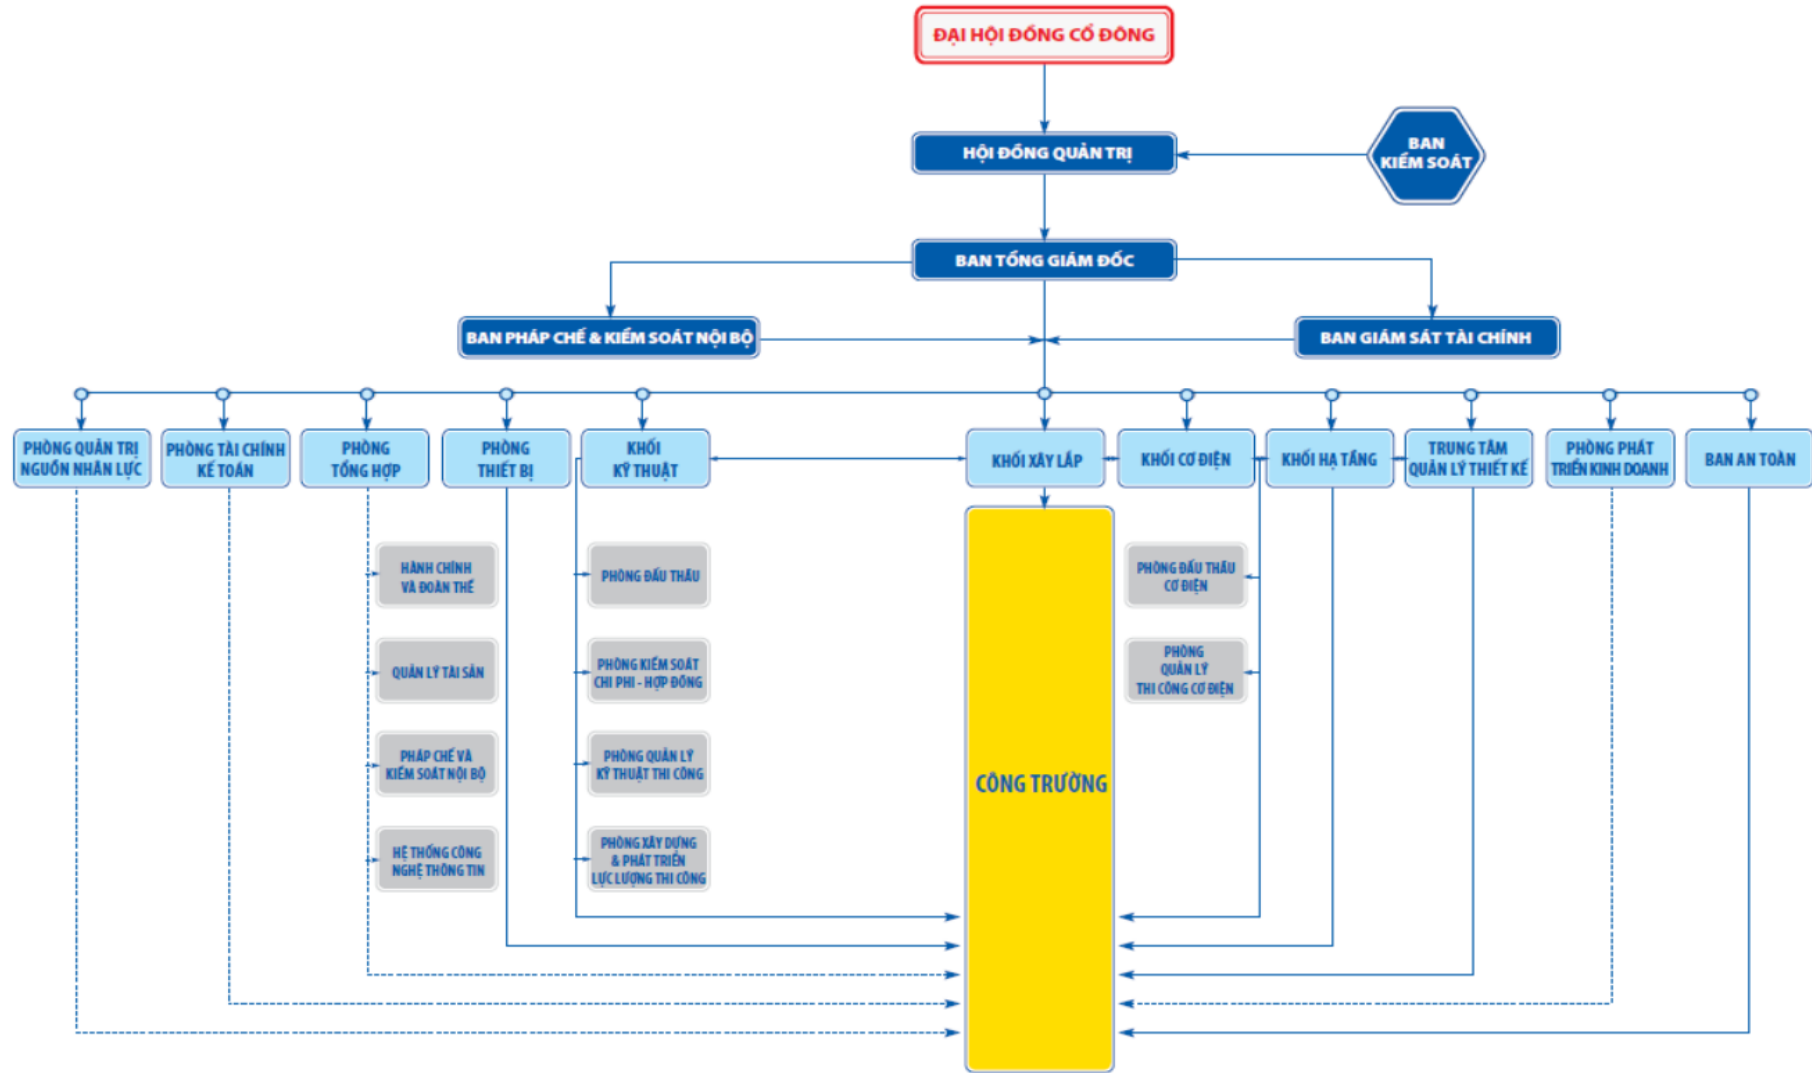 ĐẠI HỘI ĐỒNG CỔ ĐÔNG
HỘI ĐỒNG QUẢN TRỊ
BAN
KIỂM SOÁT
BAN TỔNG GIÁM ĐỐC
BAN PHÁP CHẾ & KIỂM SOÁT NỘI BỘ
BAN GIÁM SÁT TÀI CHÍNH
PHÒNG QUẢN TRỊ
NGUỒN NHÂN LỰC
PHÒNG TÀI CHÍNH
KẾ TOÁN
PHÒNG
TỔNG HỢP
PHÒNG
THIẾT BỊ
KHỐI
KỸ THUẬT
KHỐI XÂY LẮP
KHỐI CƠ ĐIỆN
KHỐI HẠ TẦNG
TRUNG TÂM
QUẢN LÝ THIẾT KẾ
PHÒNG PHÁT
TRIỂN KINH DOANH
BAN AN TOÀN
HÀNH CHÍNH
VÀ ĐOÀN THỂ
QUẢN LÝ TÀI SẢN
PHÁP CHẾ VÀ
KIỂM SOÁT NỘI BỘ
HỆ THỐNG CÔNG
NGHỆ THÔNG TIN
PHÒNG ĐẤU THẦU
PHÒNG KIỂM SOÁT
CHI PHI - HỢP ĐỒNG
PHÒNG QUẢN LÝ
KỸ THUẬT THI CÔNG
PHÒNG XÂY DỰNG
& PHÁT TRIỂN
LỰC LƯỢNG THI CÔNG
CÔNG TRƯỜNG
PHÒNG ĐẤU THẦU
CƠ ĐIỆN
PHÒNG
QUẢN LÝ
THI CÔNG CƠ ĐIỆN